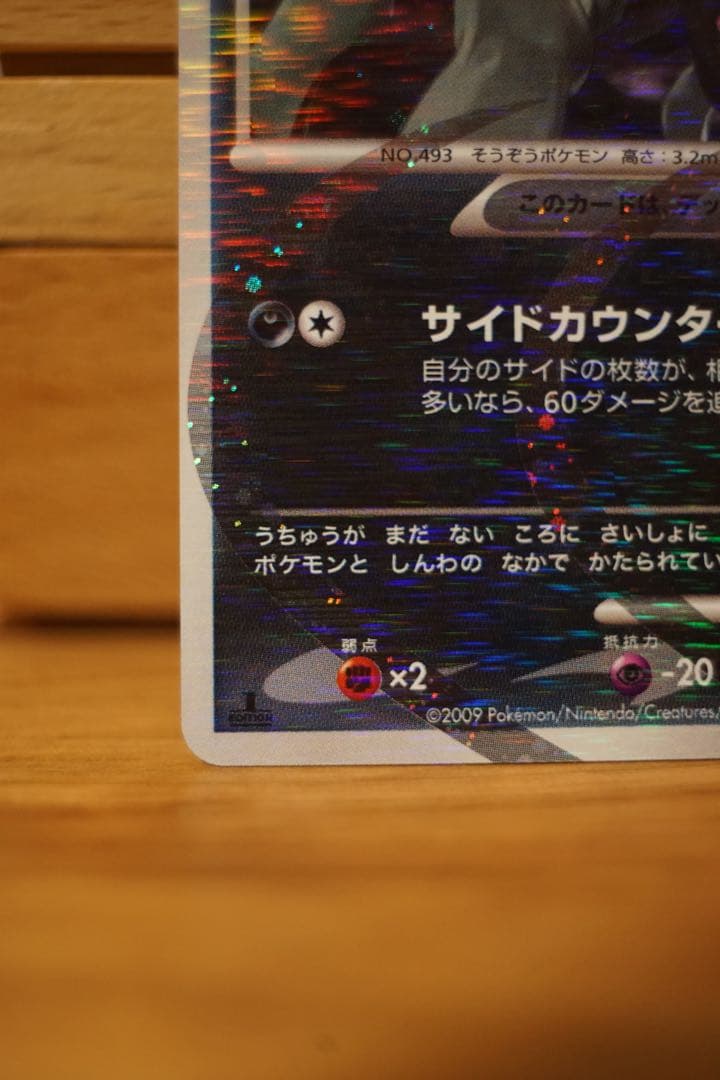 NO.493 そうぞうポケモン 高さ：3.2m
このカードは、デッ
サイドカウンタ
自分のサイドの枚数が、相
多いなら、60ダメージを追
うちゅうが まだ ない ころに さいしょに
ポケモンと しんわの なかで かたられてい
弱点
抵抗力
×2
-20
1
EDITION
©2009 Pokémon/Nintendo/Creatures/